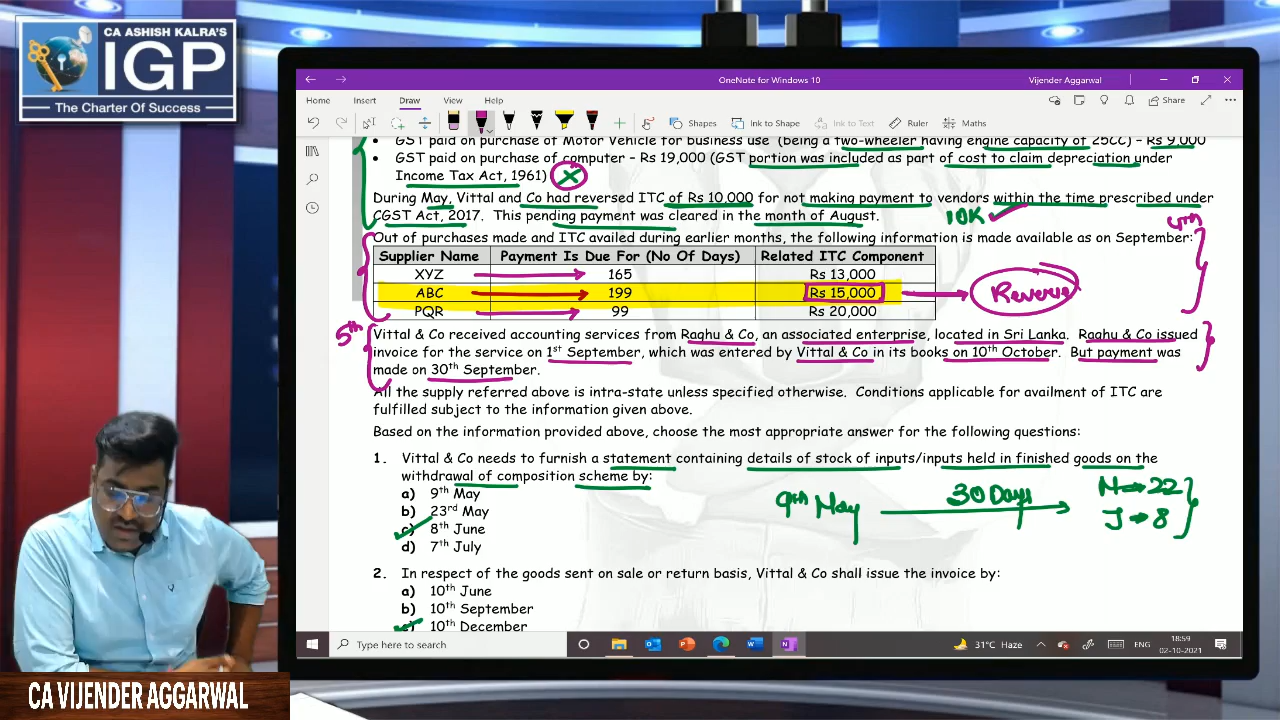 CA ASHISH KALRA'S
IGP
The Charter Of Success
OneNote for Windows 10
Vijender Aggarwal
Home Insert Draw View Help
Share
Shapes
Ink to Shape
Ink to Text
Ruler
Maths
• GST paid on purchase of Motor Vehicle for business use (being a two-wheeler having engine capacity of 25CC) – Rs 9,000
• GST paid on purchase of computer – Rs 19,000 (GST portion was included as part of cost to claim depreciation under
Income Tax Act, 1961) X
During May, Vittal and Co had reversed ITC of Rs 10,000 for not making payment to vendors within the time prescribed under
CGST Act, 2017. This pending payment was cleared in the month of August.
10K
4th
Out of purchases made and ITC availed during earlier months, the following information is made available as on September:
Supplier Name Payment Is Due For (No Of Days) Related ITC Component
XYZ 165 Rs 13,000
ABC 199 Rs 15,000 Reverse
PQR 99 Rs 20,000
5th
Vittal & Co received accounting services from Raghu & Co, an associated enterprise, located in Sri Lanka. Raghu & Co issued
invoice for the service on 1st September, which was entered by Vittal & Co in its books on 10th October. But payment was
made on 30th September.
All the supply referred above is intra-state unless specified otherwise. Conditions applicable for availment of ITC are
fulfilled subject to the information given above.
Based on the information provided above, choose the most appropriate answer for the following questions:
1. Vittal & Co needs to furnish a statement containing details of stock of inputs/inputs held in finished goods on the
withdrawal of composition scheme by:
a) 9th May
b) 23rd May
c) 8th June
d) 7th July
9th May 30 Days M → 22
J → 8
2. In respect of the goods sent on sale or return basis, Vittal & Co shall issue the invoice by:
a) 10th June
b) 10th September
c) 10th December
Type here to search
31°C Haze
ENG
18:59
02-10-2021
CA VIJENDER AGGARWAL